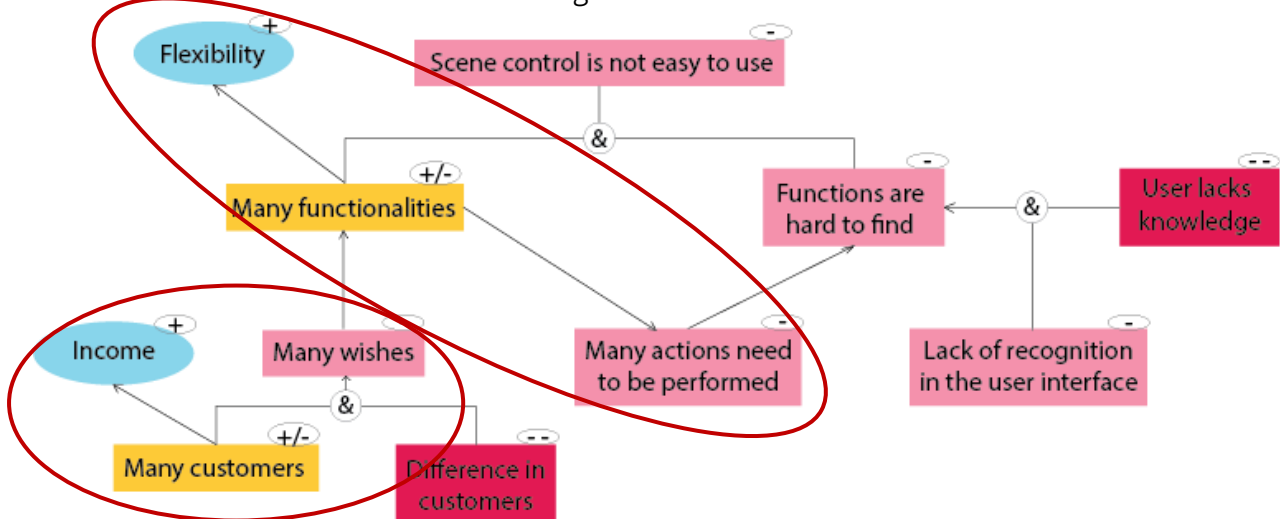 +
Flexibility
-
Scene control is not easy to use
&
+/-
Many functionalities
-
Functions are
hard to find
&
--
User lacks
knowledge
+
Income
-
Many wishes
-
Many actions need
to be performed
-
Lack of recognition
in the user interface
&
+/-
Many customers
--
Difference in
customers